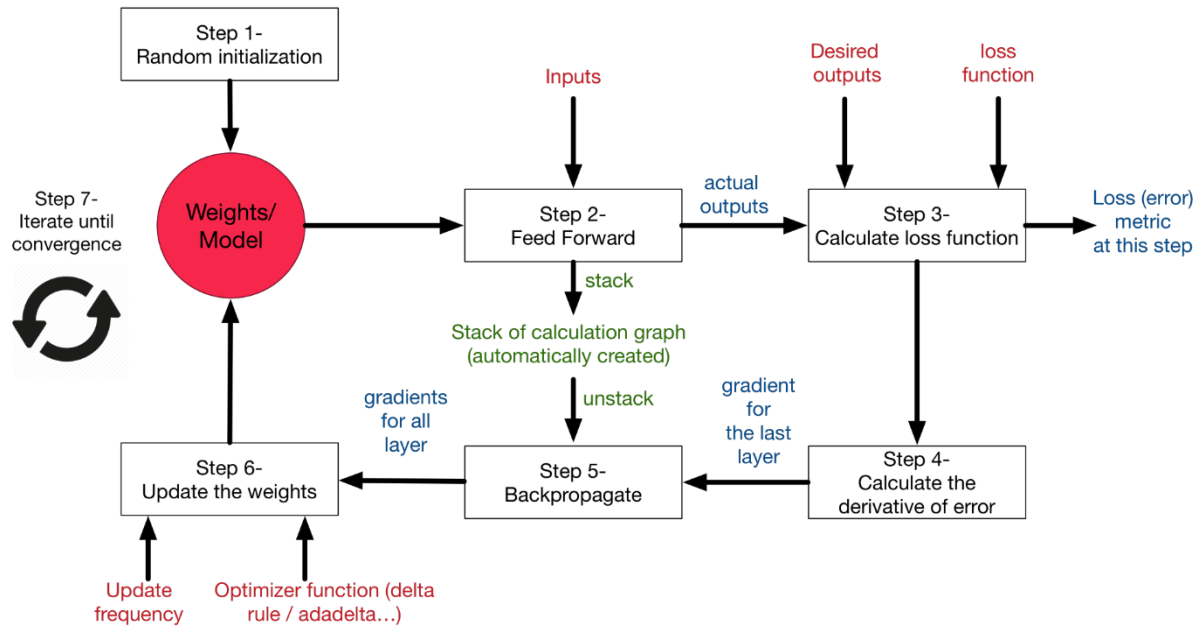 Step 1-
Random initialization
Inputs
Desired
outputs
loss
function
Step 7-
Iterate until
convergence
Weights/
Model
Step 2-
Feed Forward
actual
outputs
Step 3-
Calculate loss function
Loss (error)
metric
at this step
stack
Stack of calculation graph
(automatically created)
unstack
gradients
for all
layer
gradient
for
the last
layer
Step 6-
Update the weights
Step 5-
Backpropagate
Step 4-
Calculate the
derivative of error
Update
frequency
Optimizer function (delta
rule / adadelta…)